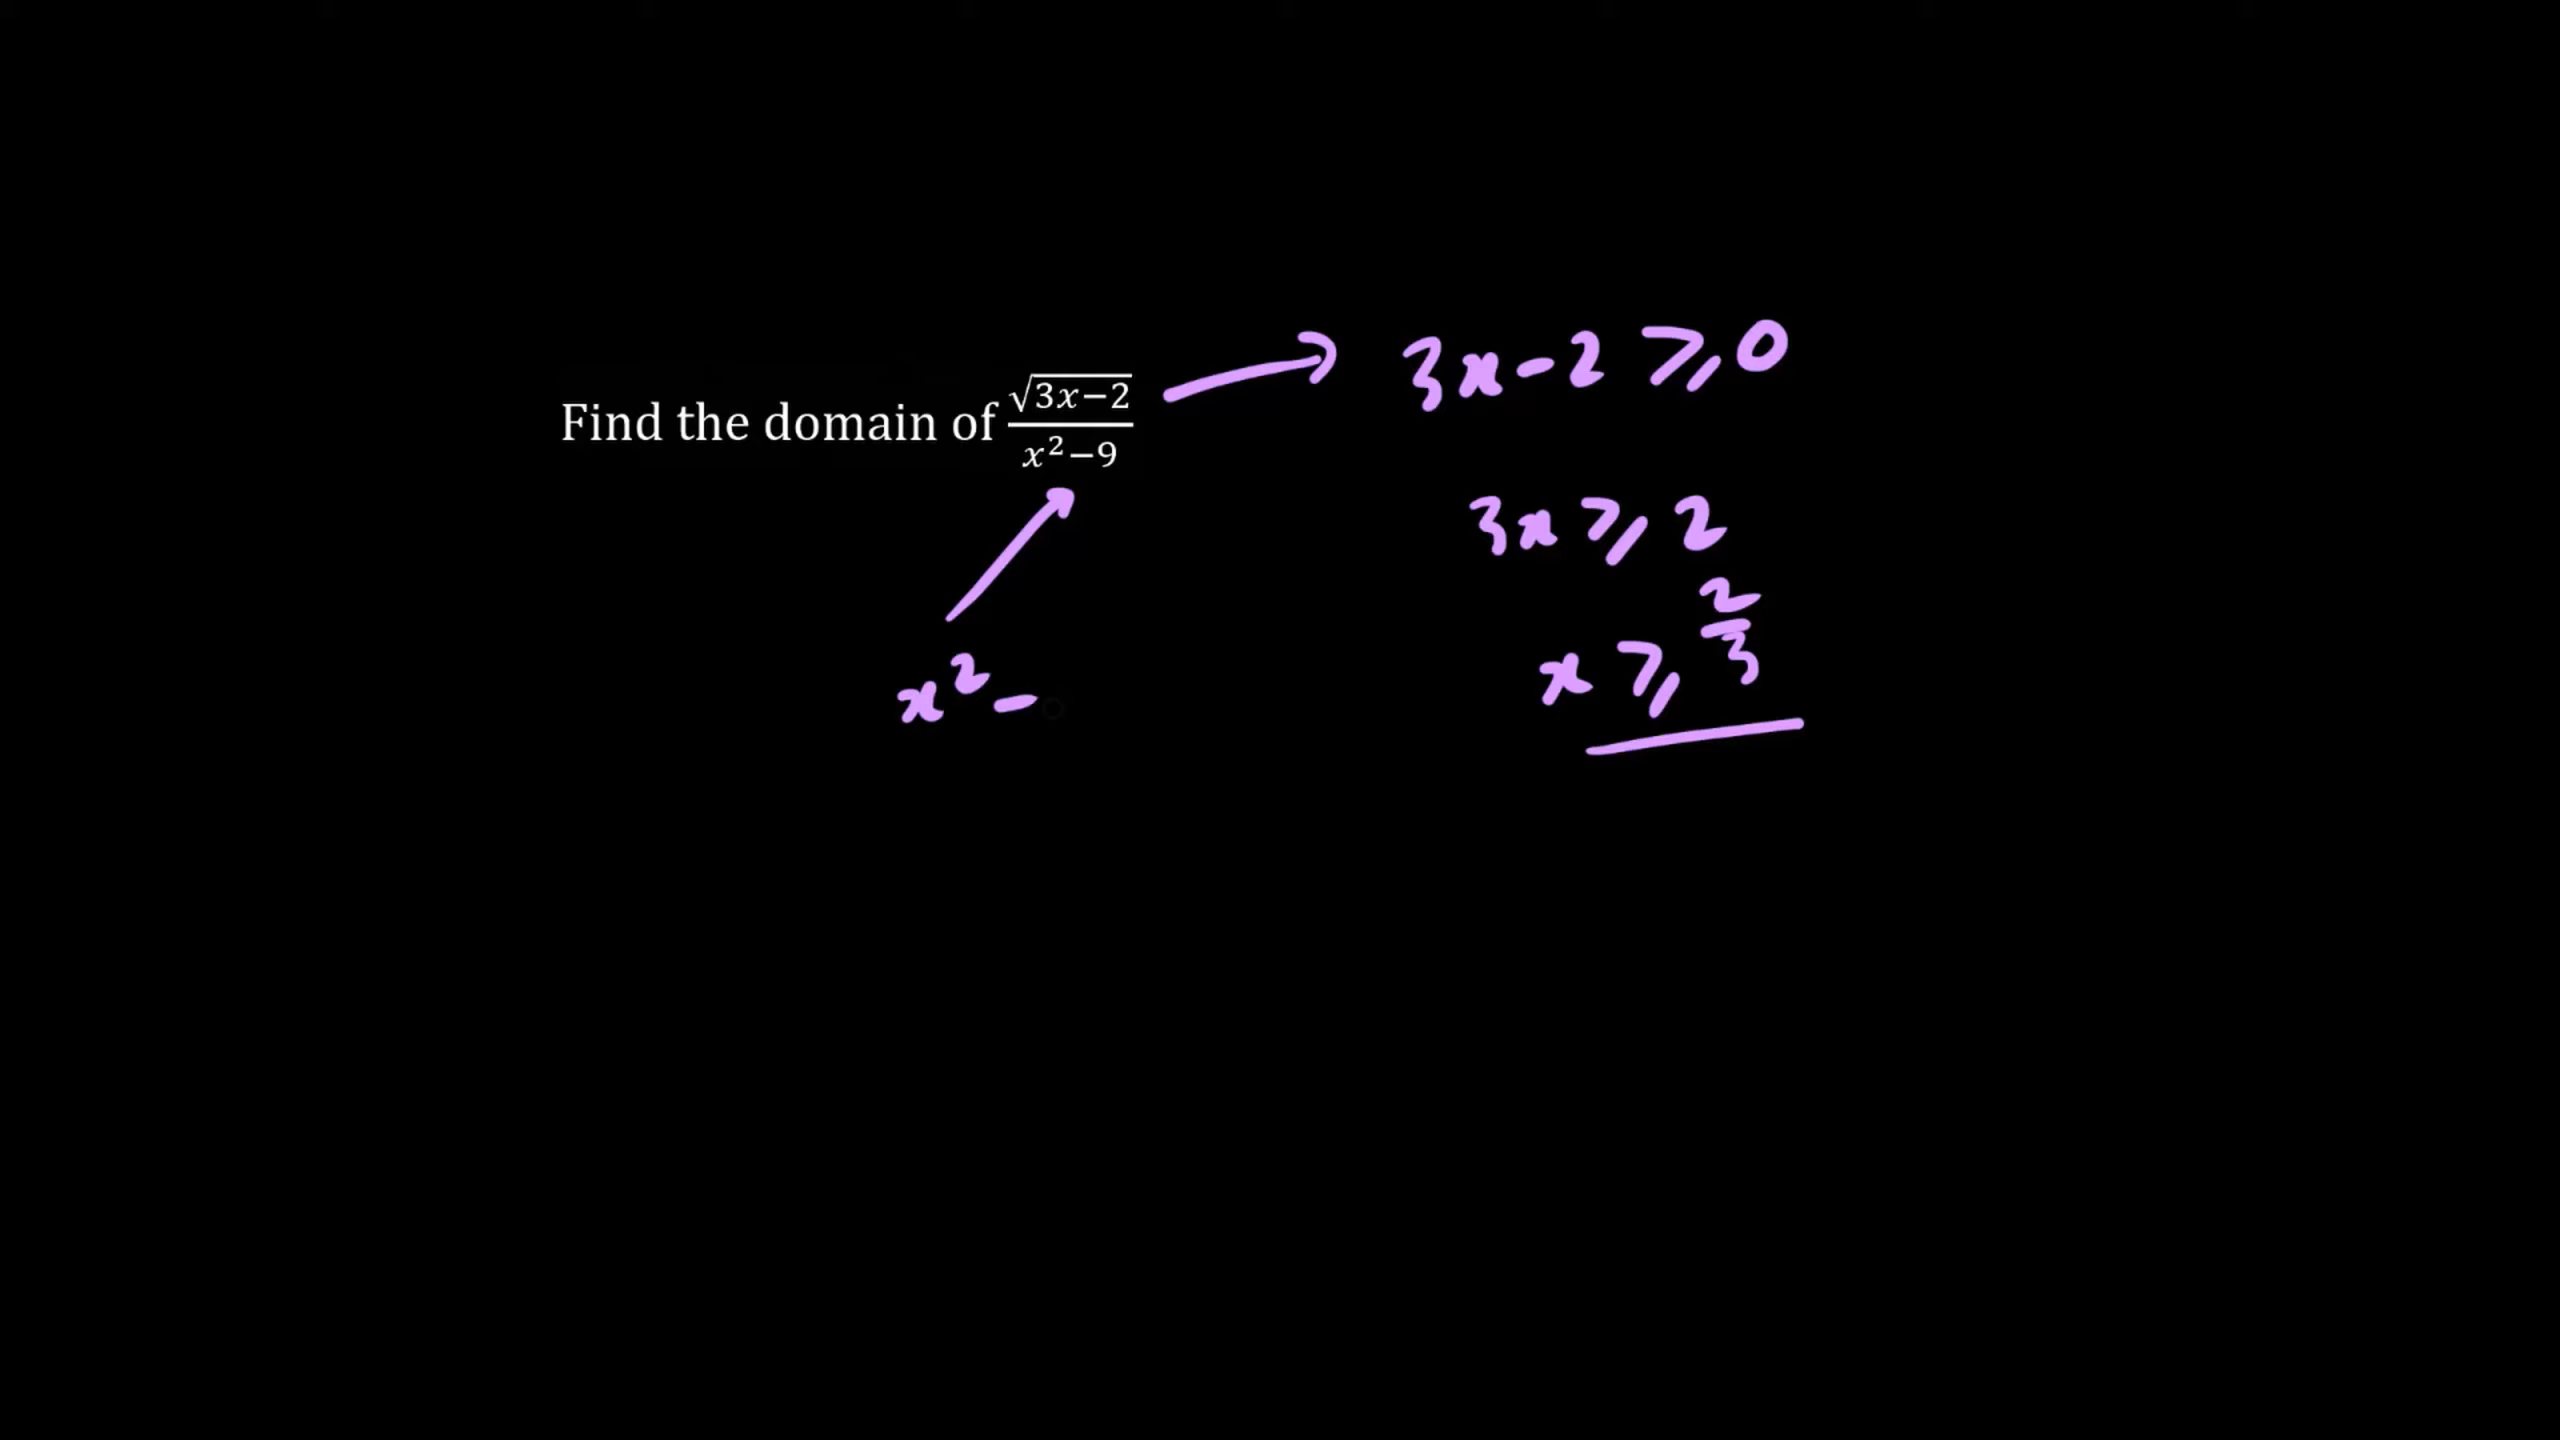 Find the domain of √(3x−2)/(x²−9)
3x-2 ⩾ 0
3x ⩾ 2
x ⩾ 2/3
x² -